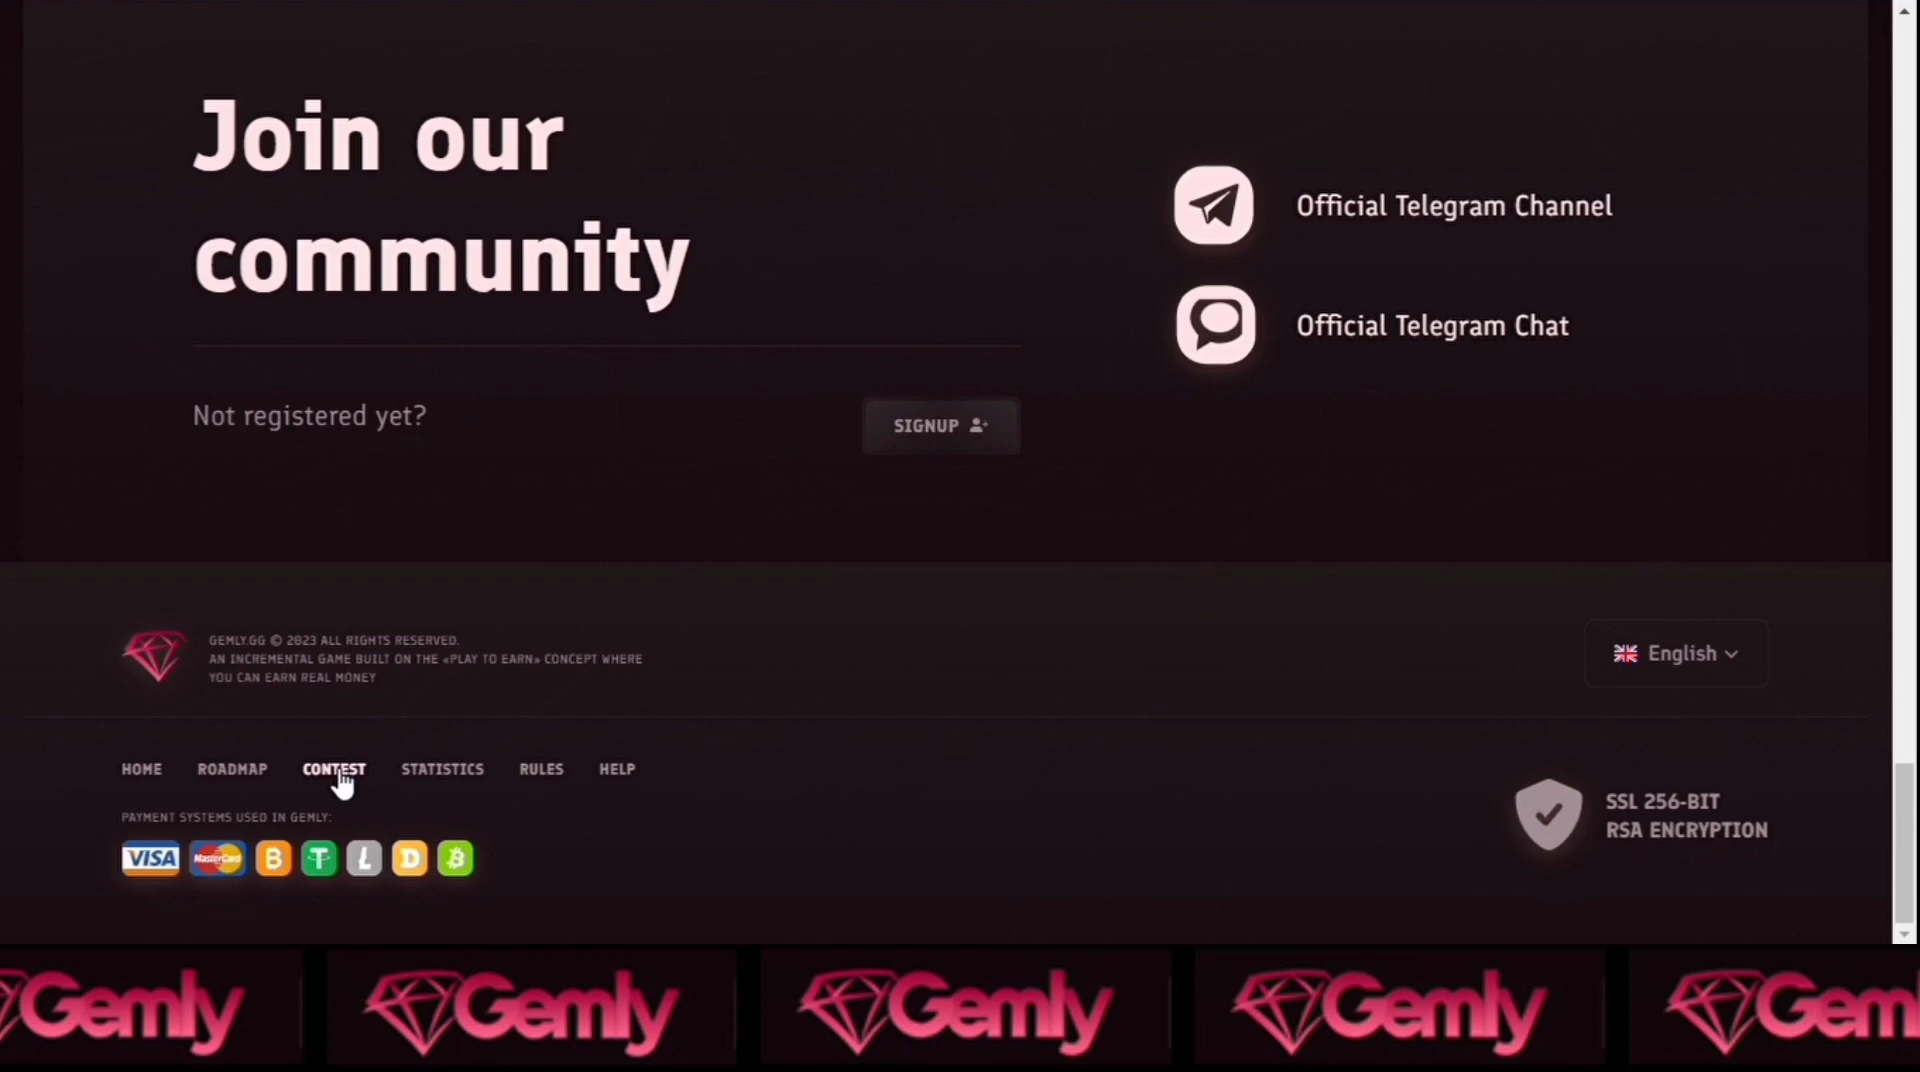 Join our
community
Not registered yet?
SIGNUP
Official Telegram Channel
Official Telegram Chat
GEMLY.GG © 2023 ALL RIGHTS RESERVED.
AN INCREMENTAL GAME BUILT ON THE «PLAY TO EARN» CONCEPT WHERE
YOU CAN EARN REAL MONEY
English
HOME ROADMAP CONTEST STATISTICS RULES HELP
PAYMENT SYSTEMS USED IN GEMLY:
VISA MasterCard
SSL 256-BIT
RSA ENCRYPTION
Gemly Gemly Gemly Gemly Gem